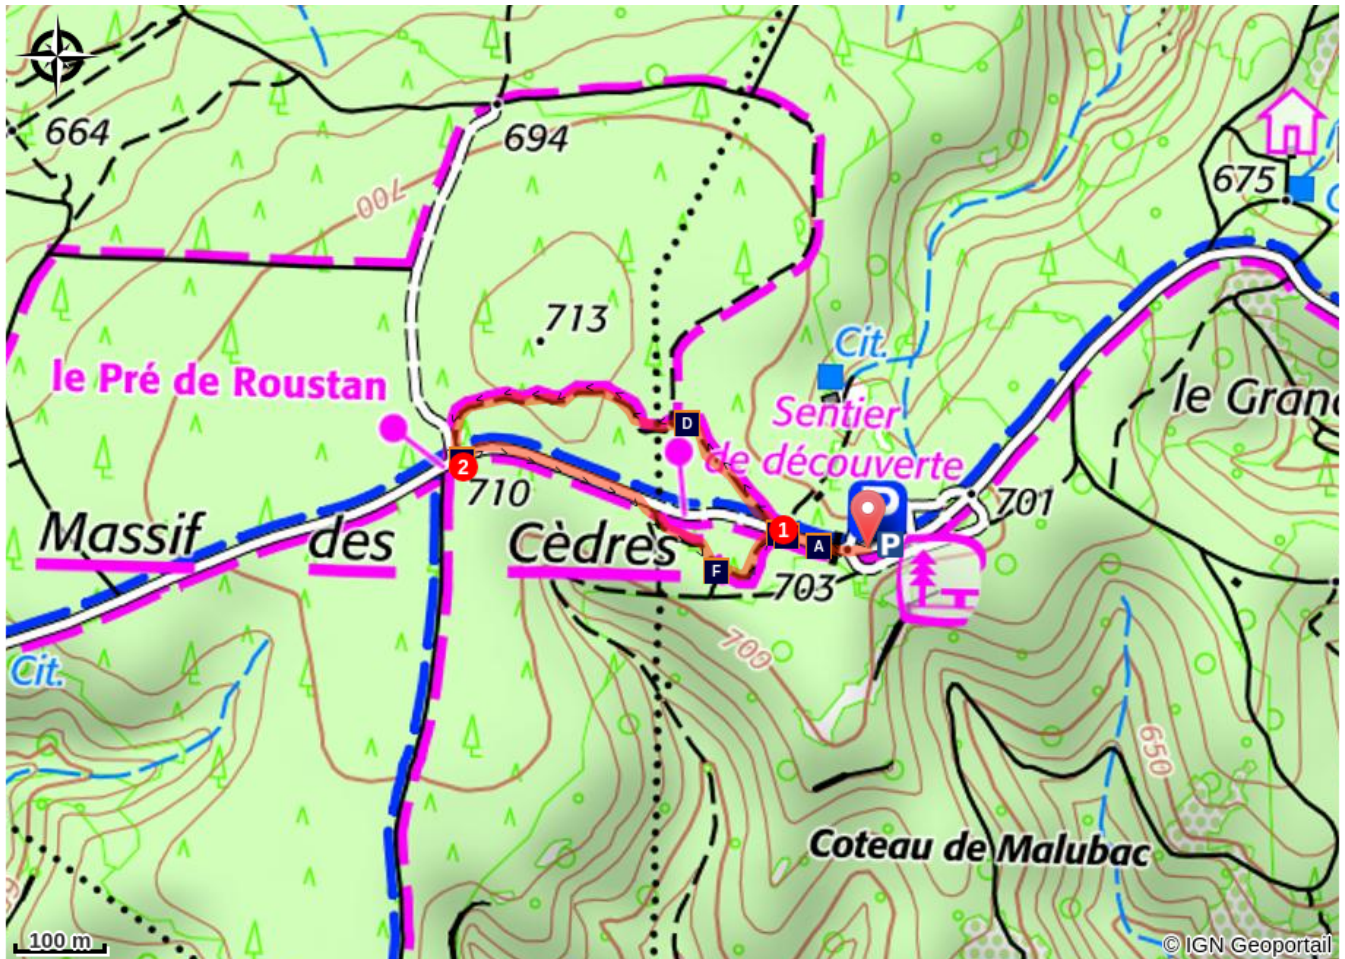 664
694
675
700
713
Cit.
le Pré de Roustan
Sentier
de découverte
le Grand
D
2
710
701
P
1
A
P
Massif des Cèdres
F
703
700
Cit.
650
Coteau de Malubac
100 m
© IGN Geoportail